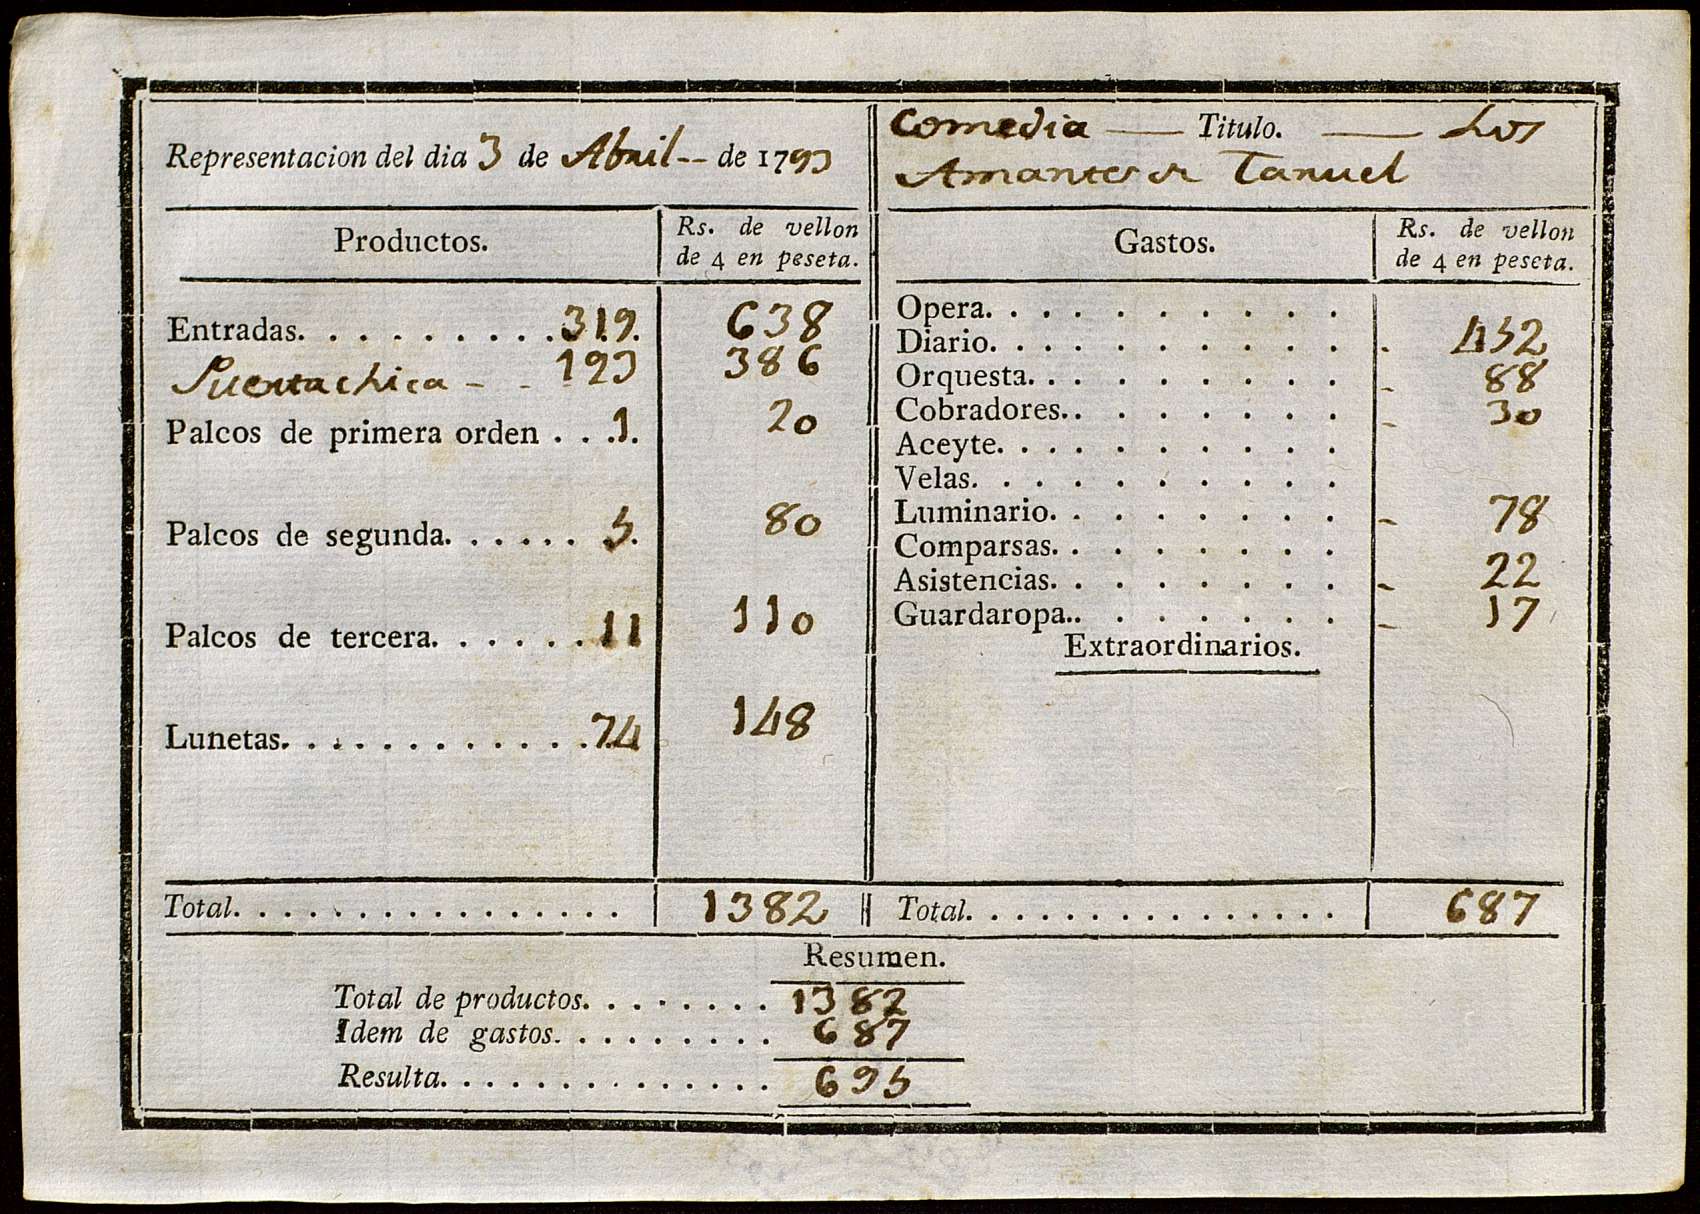 Representacion del dia 3 de Abril -- de 1793
Comedia — Titulo. — Los
Amantes de Taruel
Productos. Rs. de vellon de 4 en peseta.
Entradas. . . . . . . . . . 319. 638
Puerta chica - - 193 386
Palcos de primera orden . . . 1. 20
Palcos de segunda. . . . . . 5. 80
Palcos de tercera. . . . . . 11 110
Lunetas. . . . . . . . . . . . 74 148
Total. . . . . . . . . . . . . . . 1382
Gastos. Rs. de vellon de 4 en peseta.
Opera. . . . . . . . . .
Diario. . . . . . . . . . 452
Orquesta. . . . . . . . . 88
Cobradores. . . . . . . . 30
Aceyte. . . . . . . . . .
Velas. . . . . . . . . .
Luminario. . . . . . . . 78
Comparsas. . . . . . . .
Asistencias. . . . . . . . 22
Guardaropa. . . . . . . . 17
Extraordinarios.
Total. . . . . . . . . . . . . . . 687
Resumen.
Total de productos. . . . . . . . 1382
Idem de gastos. . . . . . . . . 687
Resulta. . . . . . . . . . . . . 695